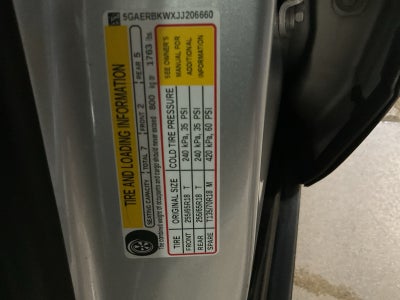 5GAERBKWXJJ206660
TIRE AND LOADING INFORMATION
SEATING CAPACITY TOTAL 7 FRONT 2 REAR 5
The combined weight of occupants and cargo should never exceed 800 kg or 1763 lbs.
TIRE ORIGINAL SIZE COLD TIRE PRESSURE
FRONT 255/65R18 T 240 kPa, 35 PSI
REAR 255/65R18 T 240 kPa, 35 PSI
SPARE T135/70R18 M 420 kPa, 60 PSI
SEE OWNER'S
MANUAL FOR
ADDITIONAL
INFORMATION